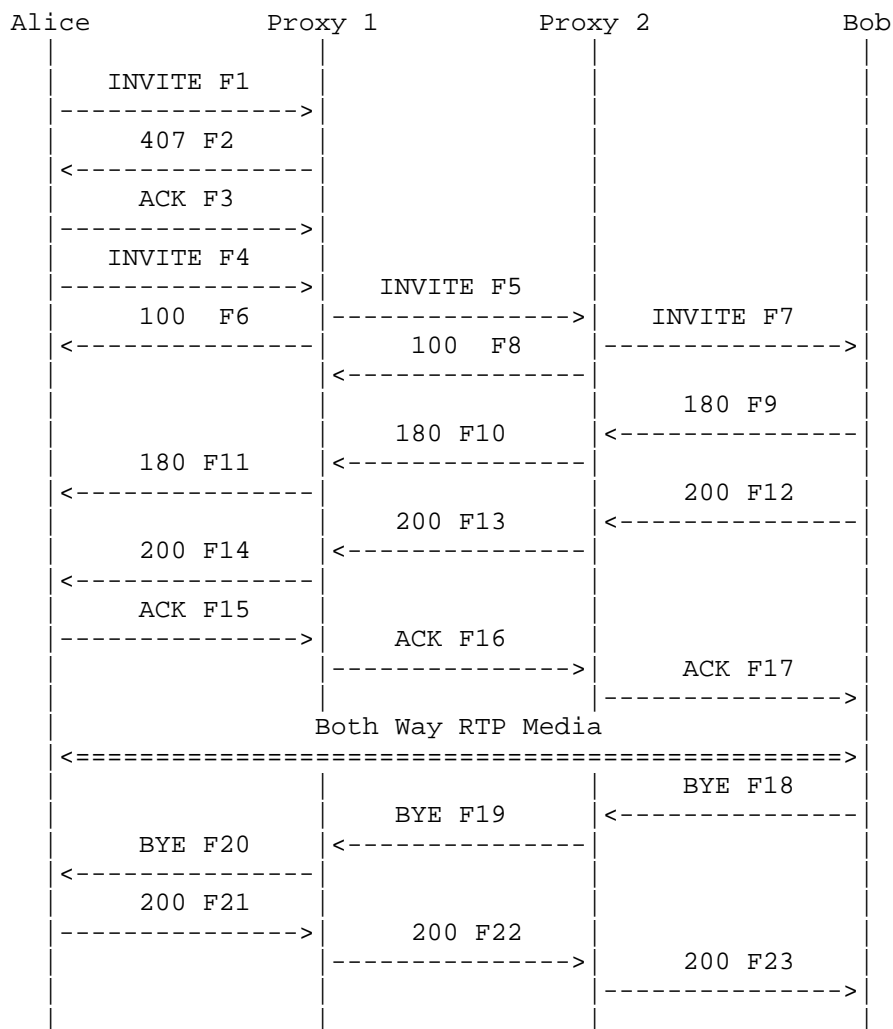 Alice Proxy 1 Proxy 2 Bob
INVITE F1
407 F2
ACK F3
INVITE F4
INVITE F5
100 F6 INVITE F7
100 F8
180 F9
180 F10
180 F11
200 F12
200 F13
200 F14
ACK F15
ACK F16
ACK F17
Both Way RTP Media
BYE F18
BYE F19
BYE F20
200 F21
200 F22
200 F23